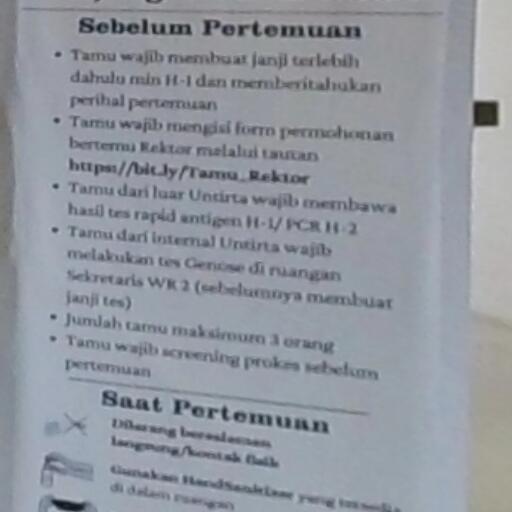 Sebelum Pertemuan
• Tamu wajib membuat janji terlebih
dahulu min H-1 dan memberitahukan
perihal pertemuan
• Tamu wajib mengisi form permohonan
bertemu Rektor melalui tautan
https://bit.ly/Tamu_Rektor
• Tamu dari luar Untirta wajib membawa
hasil tes rapid antigen H-1/ PCR H-2
• Tamu dari internal Untirta wajib
melakukan tes Genose di ruangan
Sekretaris WR 2 (sebelumnya membuat
janji tes)
• Jumlah tamu maksimum 3 orang
• Tamu wajib screening prokes sebelum
pertemuan
Saat Pertemuan
Dilarang bersalaman
langsung/kontak fisik
Gunakan HandSanitizer yang tersedia
di dalam ruangan